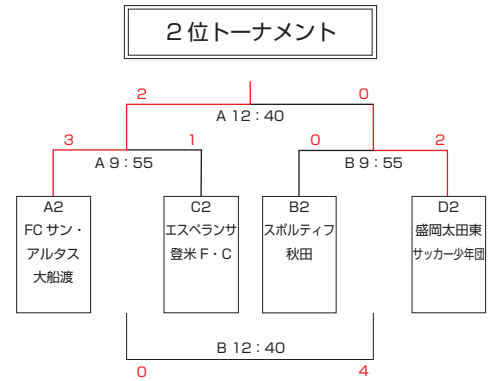 2位トーナメント
2 0
A 12：40
3 1 0 2
A 9：55 B 9：55
A2
FC サン・
アルタス
大船渡
C2
エスペランサ
登米 F・C
B2
スポルティフ
秋田
D2
盛岡太田東
サッカー少年団
B 12：40
0 4